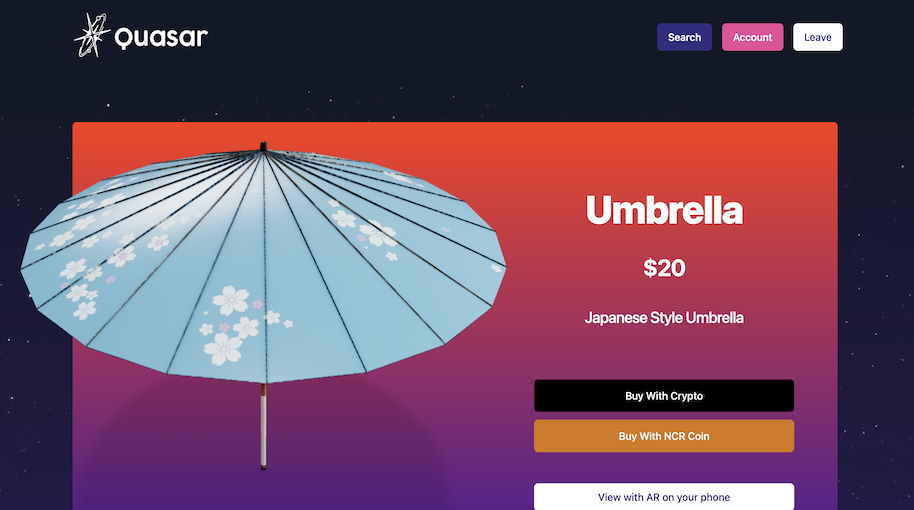 Quasar
Search
Account
Leave
Umbrella
$20
Japanese Style Umbrella
Buy With Crypto
Buy With NCR Coin
View with AR on your phone